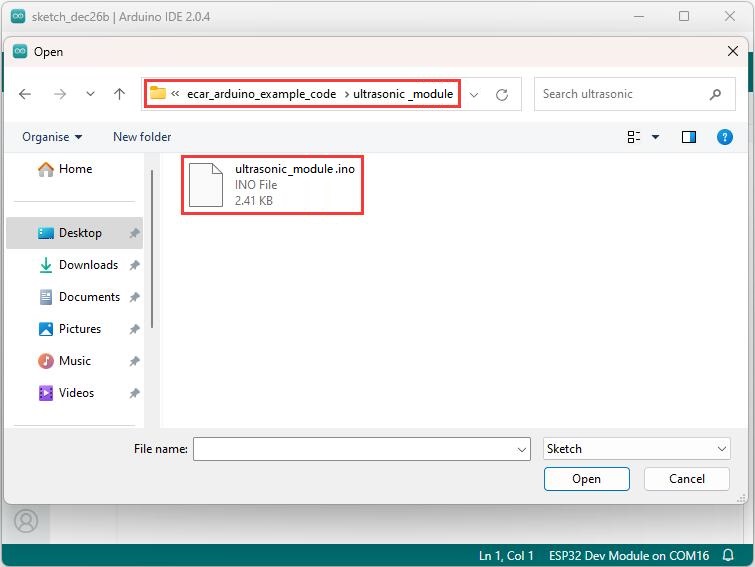 sketch_dec26b | Arduino IDE 2.0.4
Open
« ecar_arduino_example_code > ultrasonic _module
Search ultrasonic
Organise
New folder
Home
Desktop
Downloads
Documents
Pictures
Music
Videos
ultrasonic_module.ino
INO File
2.41 KB
File name:
Sketch
Open
Cancel
Ln 1, Col 1
ESP32 Dev Module on COM16